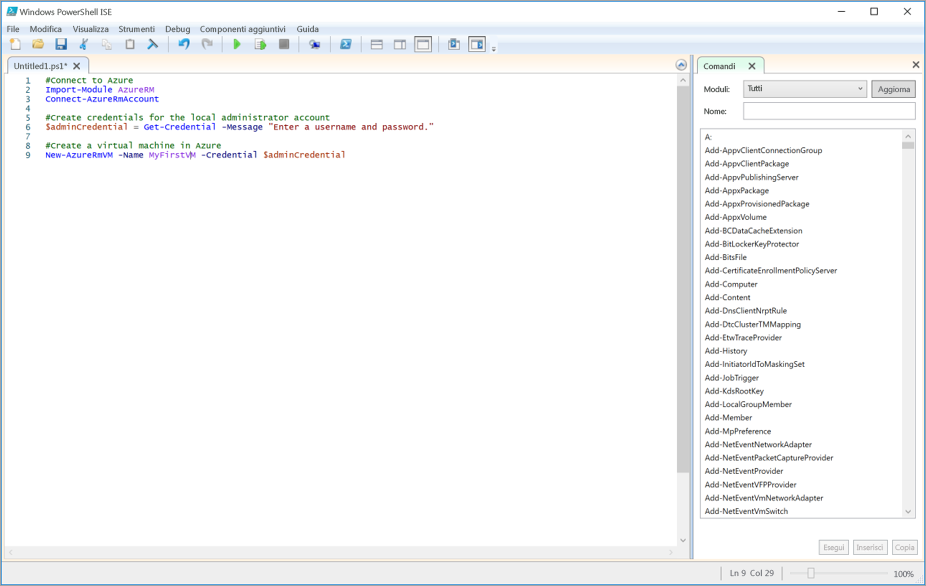 Windows PowerShell ISE
File Modifica Visualizza Strumenti Debug Componenti aggiuntivi Guida
Untitled1.ps1*
1 #Connect to Azure
2 Import-Module AzureRM
3 Connect-AzureRmAccount
4
5 #Create credentials for the local administrator account
6 $adminCredential = Get-Credential -Message "Enter a username and password."
7
8 #Create a virtual machine in Azure
9 New-AzureRmVM -Name MyFirstVM -Credential $adminCredential
Comandi
Moduli: Tutti Aggiorna
Nome:
A:
Add-AppvClientConnectionGroup
Add-AppvClientPackage
Add-AppvPublishingServer
Add-AppxPackage
Add-AppxProvisionedPackage
Add-AppxVolume
Add-BCDataCacheExtension
Add-BitLockerKeyProtector
Add-BitsFile
Add-CertificateEnrollmentPolicyServer
Add-Computer
Add-Content
Add-DnsClientNrptRule
Add-DtcClusterTMMapping
Add-EtwTraceProvider
Add-History
Add-InitiatorIdToMaskingSet
Add-JobTrigger
Add-KdsRootKey
Add-LocalGroupMember
Add-Member
Add-MpPreference
Add-NetEventNetworkAdapter
Add-NetEventPacketCaptureProvider
Add-NetEventProvider
Add-NetEventVFPProvider
Add-NetEventVmNetworkAdapter
Add-NetEventVmSwitch
Esegui Inserisci Copia
Ln 9 Col 29 100%